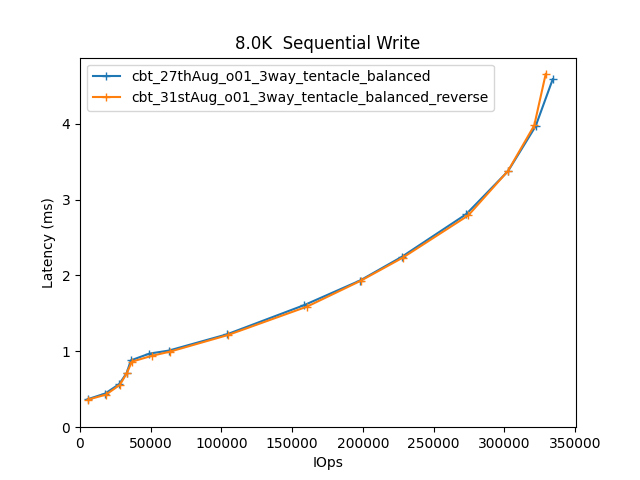 8.0K  Sequential Write
cbt_27thAug_o01_3way_tentacle_balanced
cbt_31stAug_o01_3way_tentacle_balanced_reverse
Latency (ms)
4
3
2
1
0
0 50000 100000 150000 200000 250000 300000 350000
IOps